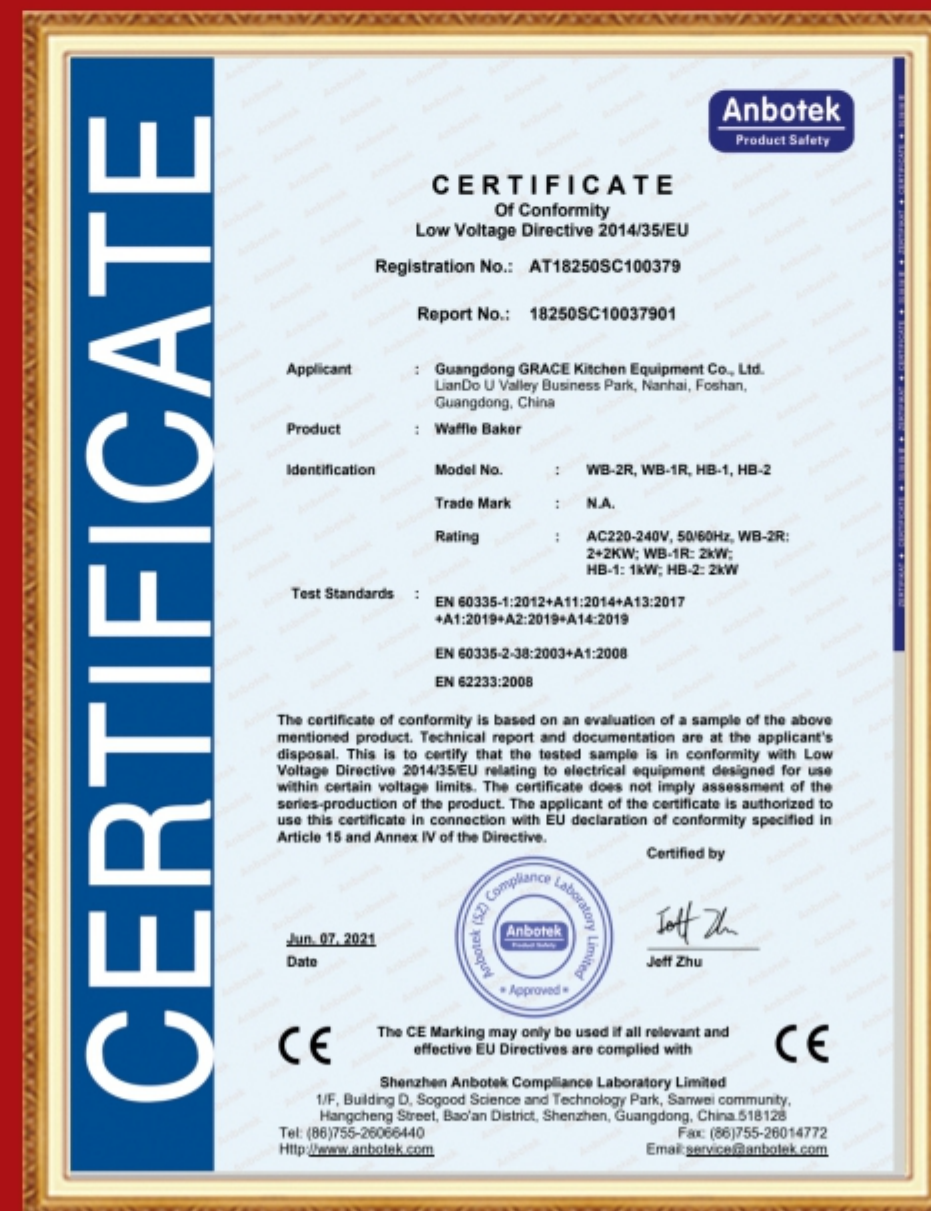 CERTIFICATE
Anbotek
Product Safety
CERTIFICATE
Of Conformity
Low Voltage Directive 2014/35/EU
Registration No.: AT18250SC100379
Report No.: 18250SC10037901
Applicant : Guangdong GRACE Kitchen Equipment Co., Ltd.
LianDo U Valley Business Park, Nanhai, Foshan,
Guangdong, China
Product : Waffle Baker
Identification Model No. : WB-2R, WB-1R, HB-1, HB-2
Trade Mark : N.A.
Rating : AC220-240V, 50/60Hz, WB-2R:
2+2KW; WB-1R: 2kW;
HB-1: 1kW; HB-2: 2kW
Test Standards : EN 60335-1:2012+A11:2014+A13:2017
+A1:2019+A2:2019+A14:2019
EN 60335-2-38:2003+A1:2008
EN 62233:2008
The certificate of conformity is based on an evaluation of a sample of the above
mentioned product. Technical report and documentation are at the applicant's
disposal. This is to certify that the tested sample is in conformity with Low
Voltage Directive 2014/35/EU relating to electrical equipment designed for use
within certain voltage limits. The certificate does not imply assessment of the
series-production of the product. The applicant of the certificate is authorized to
use this certificate in connection with EU declaration of conformity specified in
Article 15 and Annex IV of the Directive.
Certified by
Anbotek (SZ) Compliance Laboratory Limited
Anbotek
Product Safety
* Approved *
Jeff Zhu
Jun. 07, 2021
Date
Jeff Zhu
CE
The CE Marking may only be used if all relevant and
effective EU Directives are complied with
CE
Shenzhen Anbotek Compliance Laboratory Limited
1/F, Building D, Sogood Science and Technology Park, Sanwei community,
Hangcheng Street, Bao'an District, Shenzhen, Guangdong, China.518128
Tel: (86)755-26066440 Fax: (86)755-26014772
Http://www.anbotek.com Email:service@anbotek.com